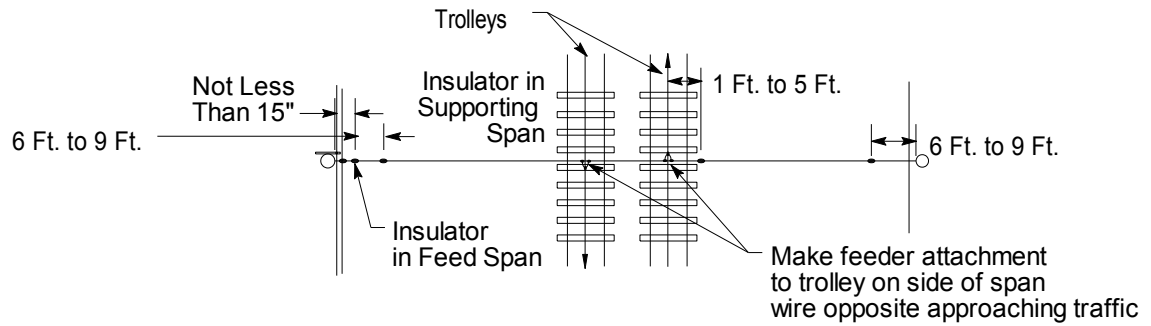 Trolleys
Not Less
Than 15"
Insulator in
Supporting
Span
1 Ft. to 5 Ft.
6 Ft. to 9 Ft.
6 Ft. to 9 Ft.
Insulator
in Feed Span
Make feeder attachment
to trolley on side of span
wire opposite approaching traffic